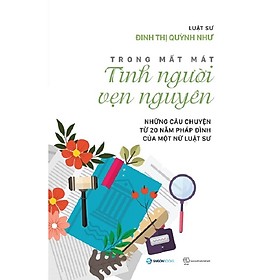 LUẬT SƯ
ĐINH THỊ QUỲNH NHƯ
TRONG MẤT MÁT
Tình người
vẹn nguyên
NHỮNG CÂU CHUYỆN
TỪ 20 NĂM PHÁP ĐÌNH
CỦA MỘT NỮ LUẬT SƯ